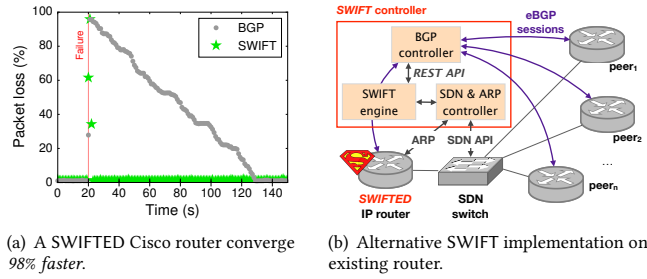 100
80
60
40
20
0
Packet loss (%)
Failure
BGP
SWIFT
0 20 40 60 80 100 120 140
Time (s)
(a) A SWIFTED Cisco router converge
98% faster.
SWIFT controller
BGP
controller
REST API
SWIFT
engine
SDN & ARP
controller
eBGP
sessions
peer1
peer2
...
peern
ARP
SDN API
SWIFTED
IP router
SDN
switch
(b) Alternative SWIFT implementation on
existing router.